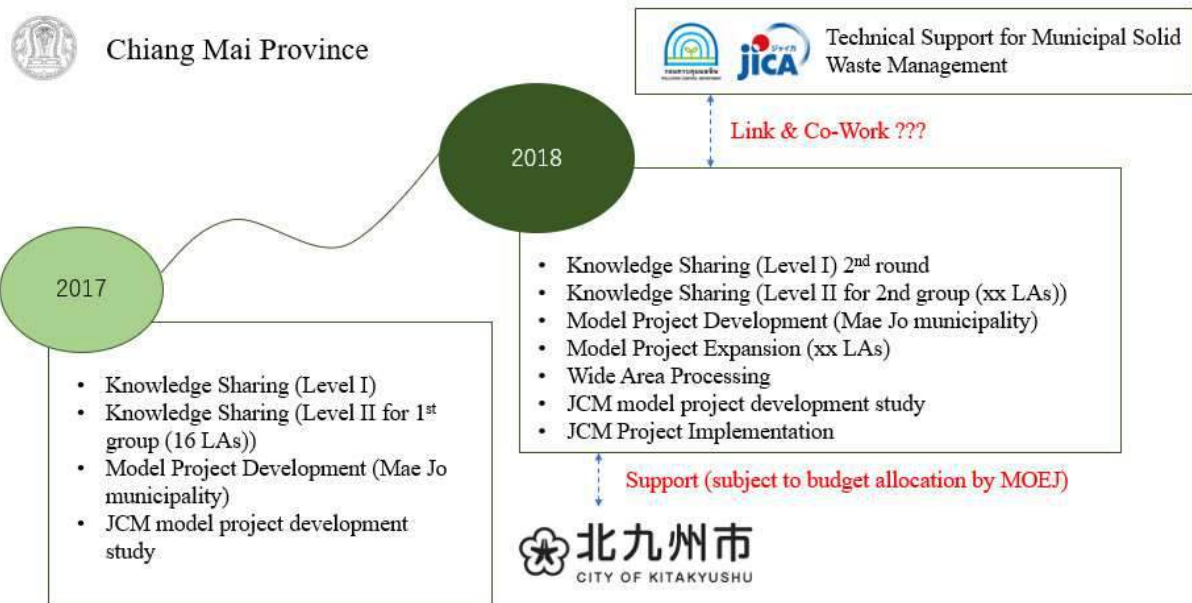 Chiang Mai Province
ジャイカ
JICA
Technical Support for Municipal Solid
Waste Management
Link & Co-Work ???
2018
2017
• Knowledge Sharing (Level I)
• Knowledge Sharing (Level II for 1st
group (16 LAs))
• Model Project Development (Mae Jo
municipality)
• JCM model project development
study
• Knowledge Sharing (Level I) 2nd round
• Knowledge Sharing (Level II for 2nd group (xx LAs))
• Model Project Development (Mae Jo municipality)
• Model Project Expansion (xx LAs)
• Wide Area Processing
• JCM model project development study
• JCM Project Implementation
Support (subject to budget allocation by MOEJ)
北九州市
CITY OF KITAKYUSHU